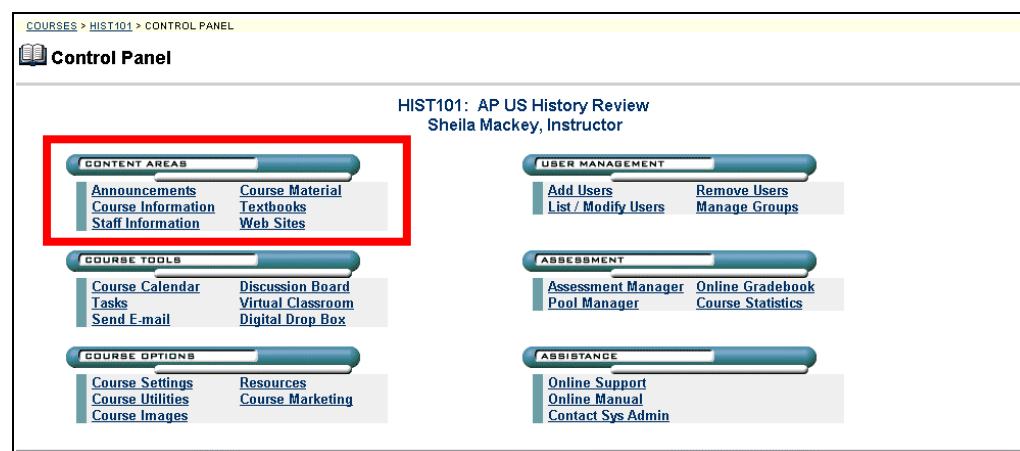 COURSES > HIST101 > CONTROL PANEL
Control Panel
HIST101: AP US History Review
Sheila Mackey, Instructor
CONTENT AREAS
Announcements Course Material
Course Information Textbooks
Staff Information Web Sites
USER MANAGEMENT
Add Users Remove Users
List / Modify Users Manage Groups
COURSE TOOLS
Course Calendar Discussion Board
Tasks Virtual Classroom
Send E-mail Digital Drop Box
ASSESSMENT
Assessment Manager Online Gradebook
Pool Manager Course Statistics
COURSE OPTIONS
Course Settings Resources
Course Utilities Course Marketing
Course Images
ASSISTANCE
Online Support
Online Manual
Contact Sys Admin